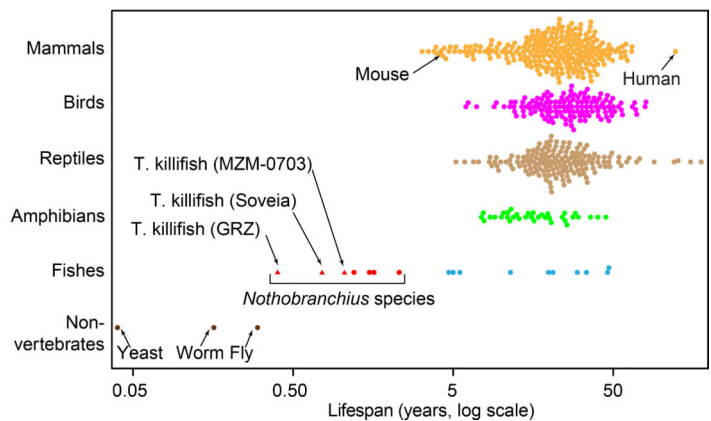 Mammals
Mouse
Human
Birds
Reptiles
T. killifish (MZM-0703)
T. killifish (Soveia)
Amphibians
T. killifish (GRZ)
Fishes
Nothobranchius species
Non-
vertebrates
Yeast Worm Fly
0.05 0.50 5 50
Lifespan (years, log scale)